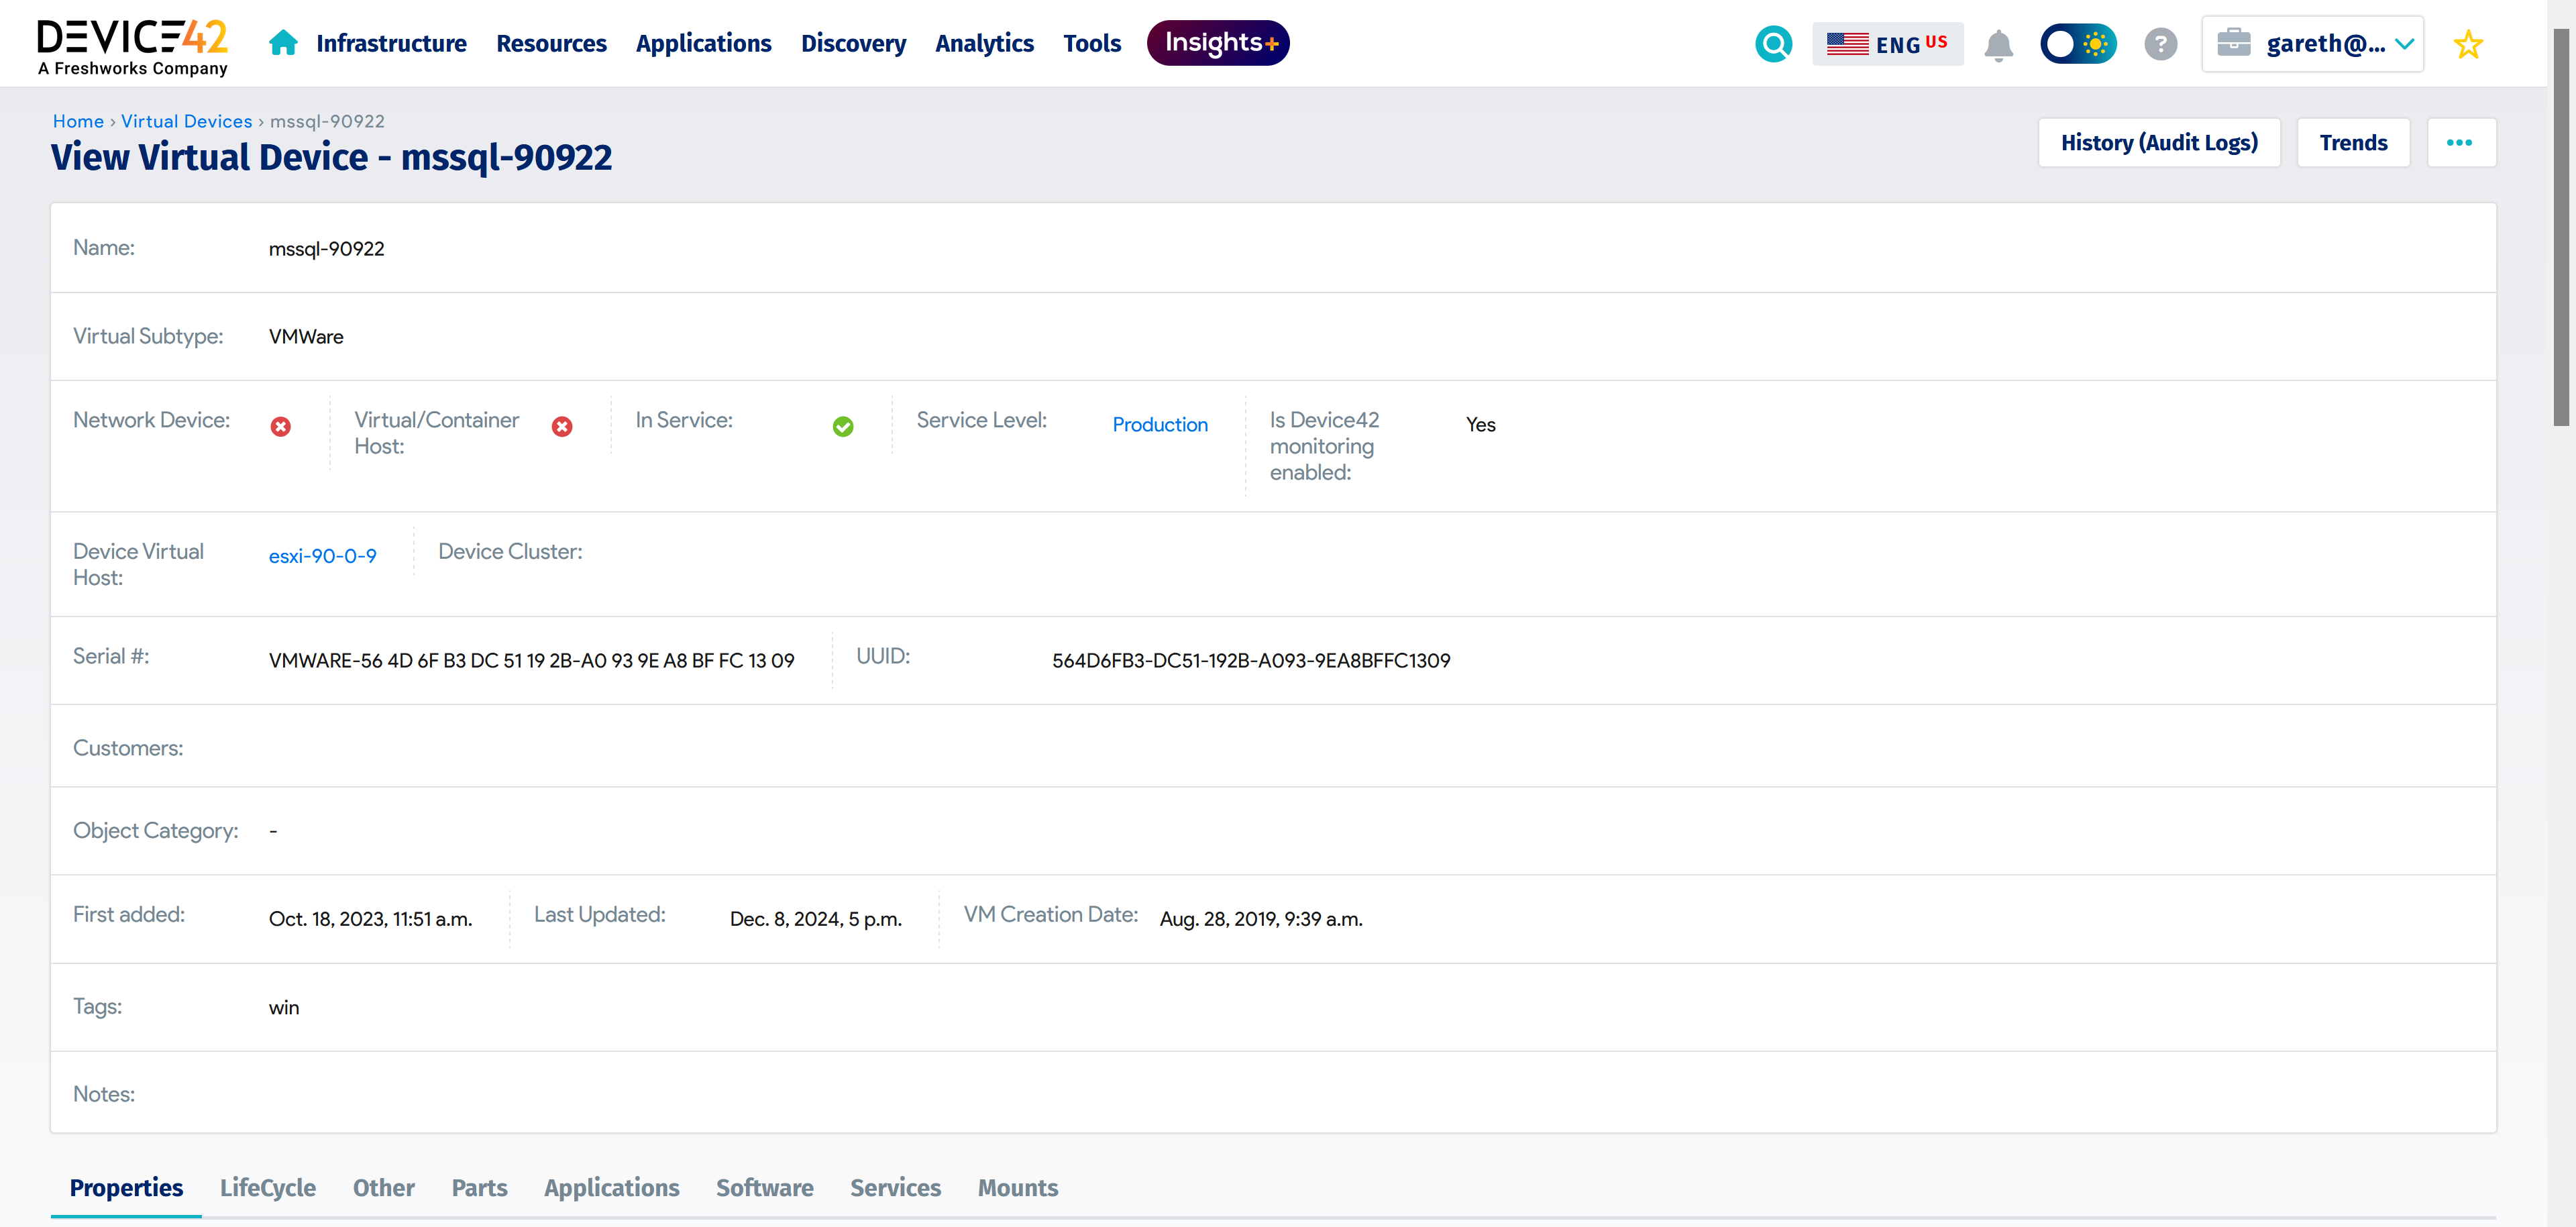 DEVICE42
A Freshworks Company
Infrastructure Resources Applications Discovery Analytics Tools Insights+
ENG US
?
gareth@...
Home › Virtual Devices › mssql-90922
View Virtual Device - mssql-90922
History (Audit Logs) Trends •••
Name: mssql-90922
Virtual Subtype: VMWare
Network Device: Virtual/Container Host: In Service: Service Level: Production Is Device42 monitoring enabled: Yes
Device Virtual Host: esxi-90-0-9 Device Cluster:
Serial #: VMWARE-56 4D 6F B3 DC 51 19 2B-A0 93 9E A8 BF FC 13 09 UUID: 564D6FB3-DC51-192B-A093-9EA8BFFC1309
Customers:
Object Category: -
First added: Oct. 18, 2023, 11:51 a.m. Last Updated: Dec. 8, 2024, 5 p.m. VM Creation Date: Aug. 28, 2019, 9:39 a.m.
Tags: win
Notes:
Properties LifeCycle Other Parts Applications Software Services Mounts